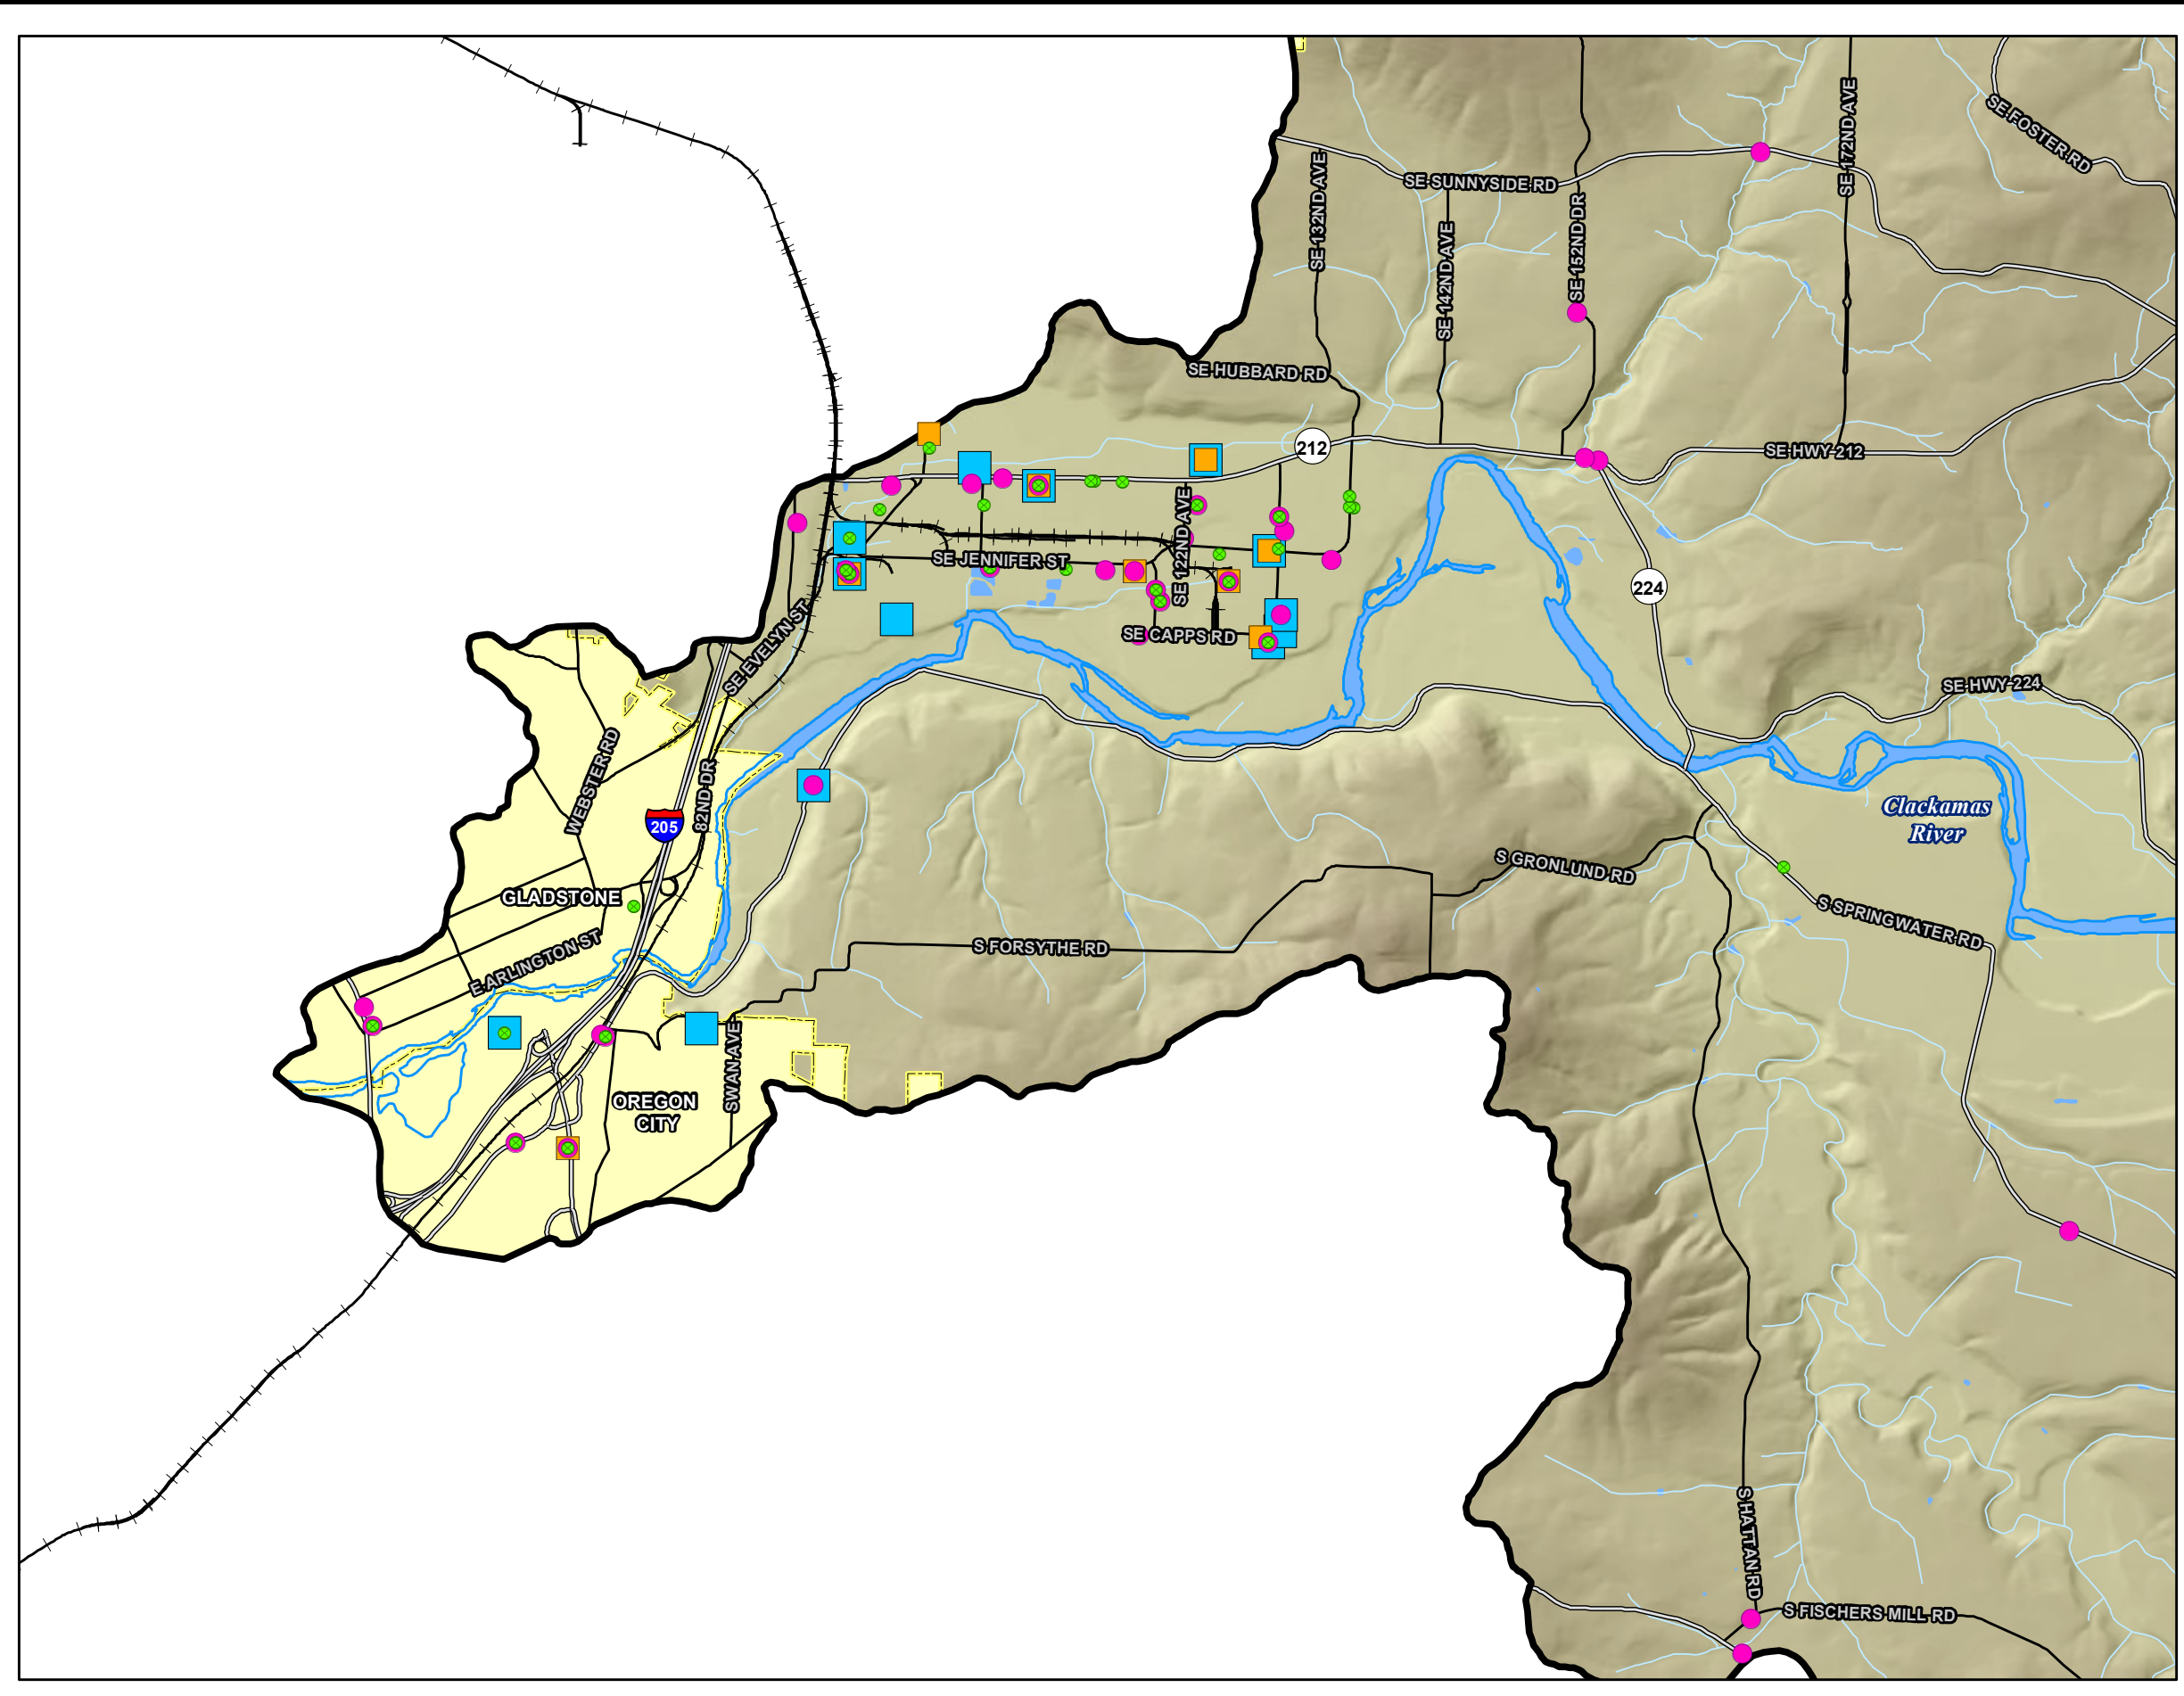 SE 172ND AVE
SE FOSTER RD
SE 132ND AVE
SE SUNNYSIDE RD
SE 152ND DR
SE 142ND AVE
SE HUBBARD RD
212
SE HWY 212
SE 122ND AVE
SE JENNIFER ST
224
SE EVELYN ST
SE CAPPS RD
SE HWY 224
WEBSTER RD
82ND DR
205
Clackamas
River
S GRONLUND RD
GLADSTONE
S SPRINGWATER RD
E ARLINGTON ST
S FORSYTHE RD
SWAN AVE
OREGON
CITY
S HATTAN RD
S FISCHERS MILL RD